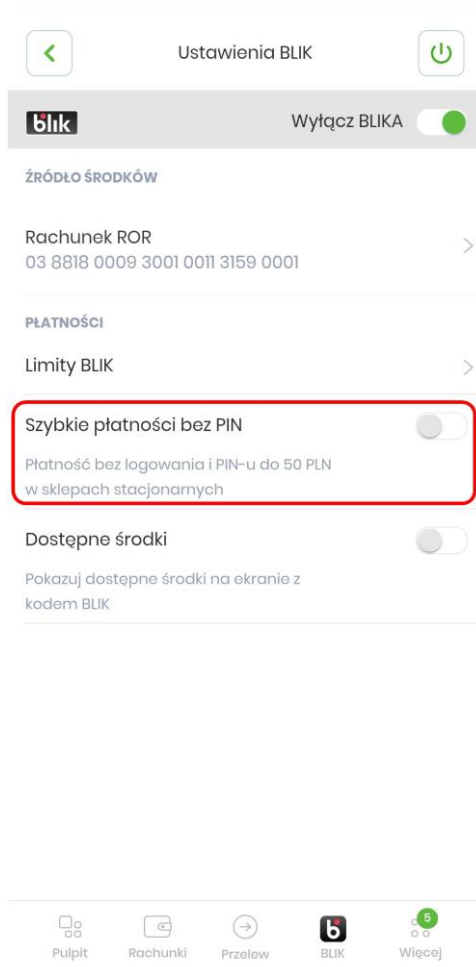 Ustawienia BLIK
blik
Wyłącz BLIKA
ŹRÓDŁO ŚRODKÓW
Rachunek ROR
03 8818 0009 3001 0011 3159 0001
PŁATNOŚCI
Limity BLIK
Szybkie płatności bez PIN
Płatność bez logowania i PIN-u do 50 PLN
w sklepach stacjonarnych
Dostępne środki
Pokazuj dostępne środki na ekranie z
kodem BLIK
5
Pulpit
Rachunki
Przelew
BLIK
Więcej